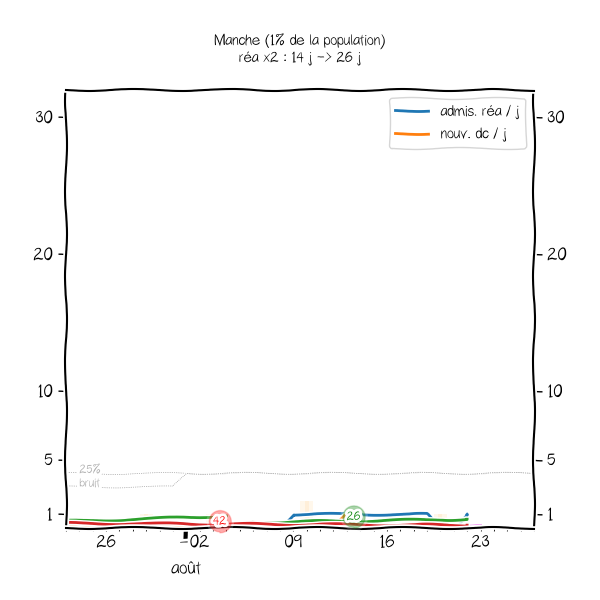 Manche (1% de la population)
réa x2 : 14 j -> 26 j
admis. réa / j
nouv. dc / j
30 30
20 20
10 10
5 5
25%
bruit
1 1
42 26
26 02 09 16 23
août